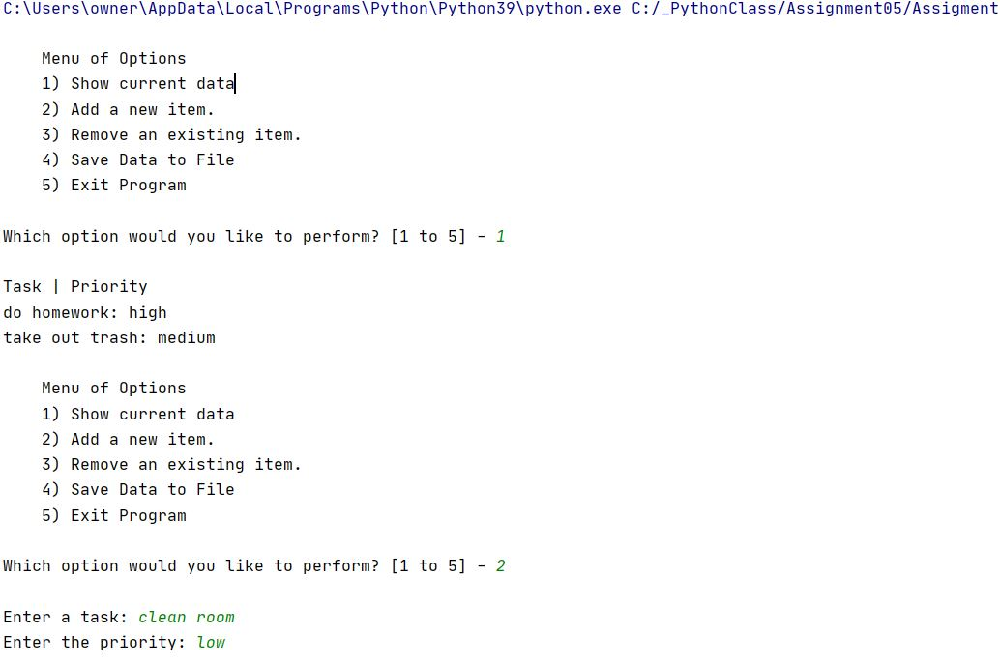 C:\Users\owner\AppData\Local\Programs\Python\Python39\python.exe C:/_PythonClass/Assignment05/Assigment
Menu of Options
1) Show current data
2) Add a new item.
3) Remove an existing item.
4) Save Data to File
5) Exit Program
Which option would you like to perform? [1 to 5] - 1
Task | Priority
do homework: high
take out trash: medium
Menu of Options
1) Show current data
2) Add a new item.
3) Remove an existing item.
4) Save Data to File
5) Exit Program
Which option would you like to perform? [1 to 5] - 2
Enter a task: clean room
Enter the priority: low